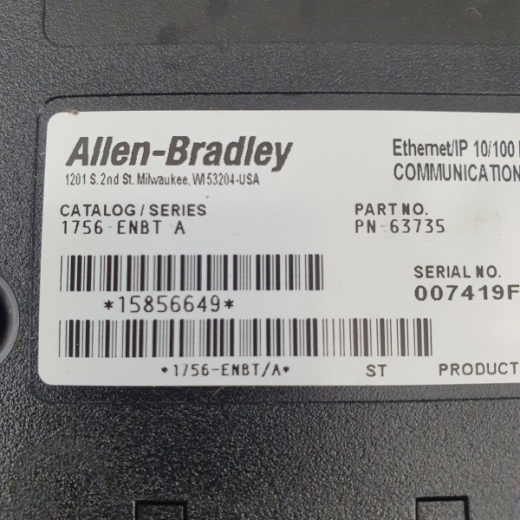 Allen-Bradley
1201 S. 2nd St. Milwaukee, WI 53204-USA
Ethernet/IP 10/100
COMMUNICATION
CATALOG / SERIES
1756-ENBT A
PART NO.
PN-63735
SERIAL NO.
007419F
*15856649*
*1756-ENBT/A*
ST
PRODUCT